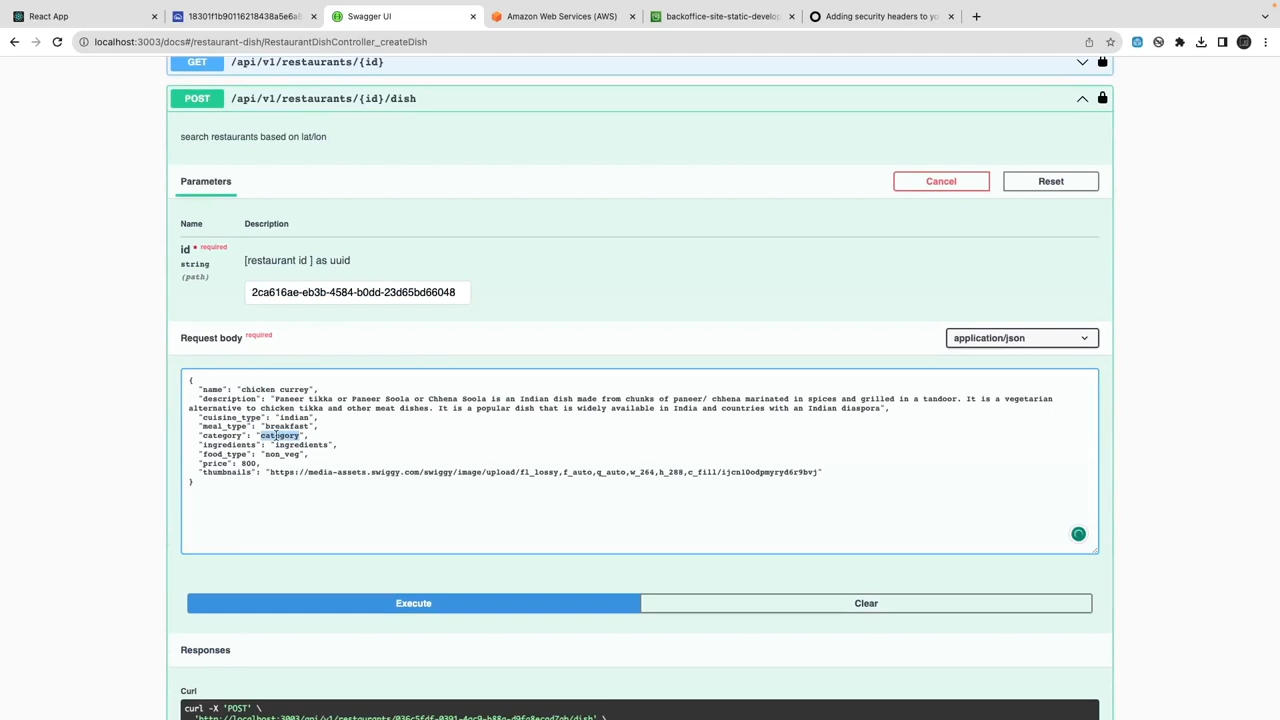 React App
18301f1b90116218438a5e6a8
Swagger UI
Amazon Web Services (AWS)
backoffice-site-static-develop
Adding security headers to yo
localhost:3003/docs#/restaurant-dish/RestaurantDishController_createDish
GET /api/v1/restaurants/{id}
POST /api/v1/restaurants/{id}/dish
search restaurants based on lat/lon
Parameters
Cancel
Reset
Name Description
id * required
string
(path)
[restaurant id ] as uuid
2ca616ae-eb3b-4584-b0dd-23d65bd66048
Request body required
application/json
{
"name": "chicken currey",
"description": "Paneer tikka or Paneer Soola or Chhena Soola is an Indian dish made from chunks of paneer/ chhena marinated in spices and grilled in a tandoor. It is a vegetarian
alternative to chicken tikka and other meat dishes. It is a popular dish that is widely available in India and countries with an Indian diaspora",
"cuisine_type": "indian",
"meal_type": "breakfast",
"category": "category",
"ingredients": "ingredients",
"food_type": "non_veg",
"price": 800,
"thumbnails": "https://media-assets.swiggy.com/swiggy/image/upload/fl_lossy,f_auto,q_auto,w_264,h_288,c_fill/ijcnl0odpmyryd6r9bvj"
}
Execute
Clear
Responses
Curl
curl -X 'POST' \